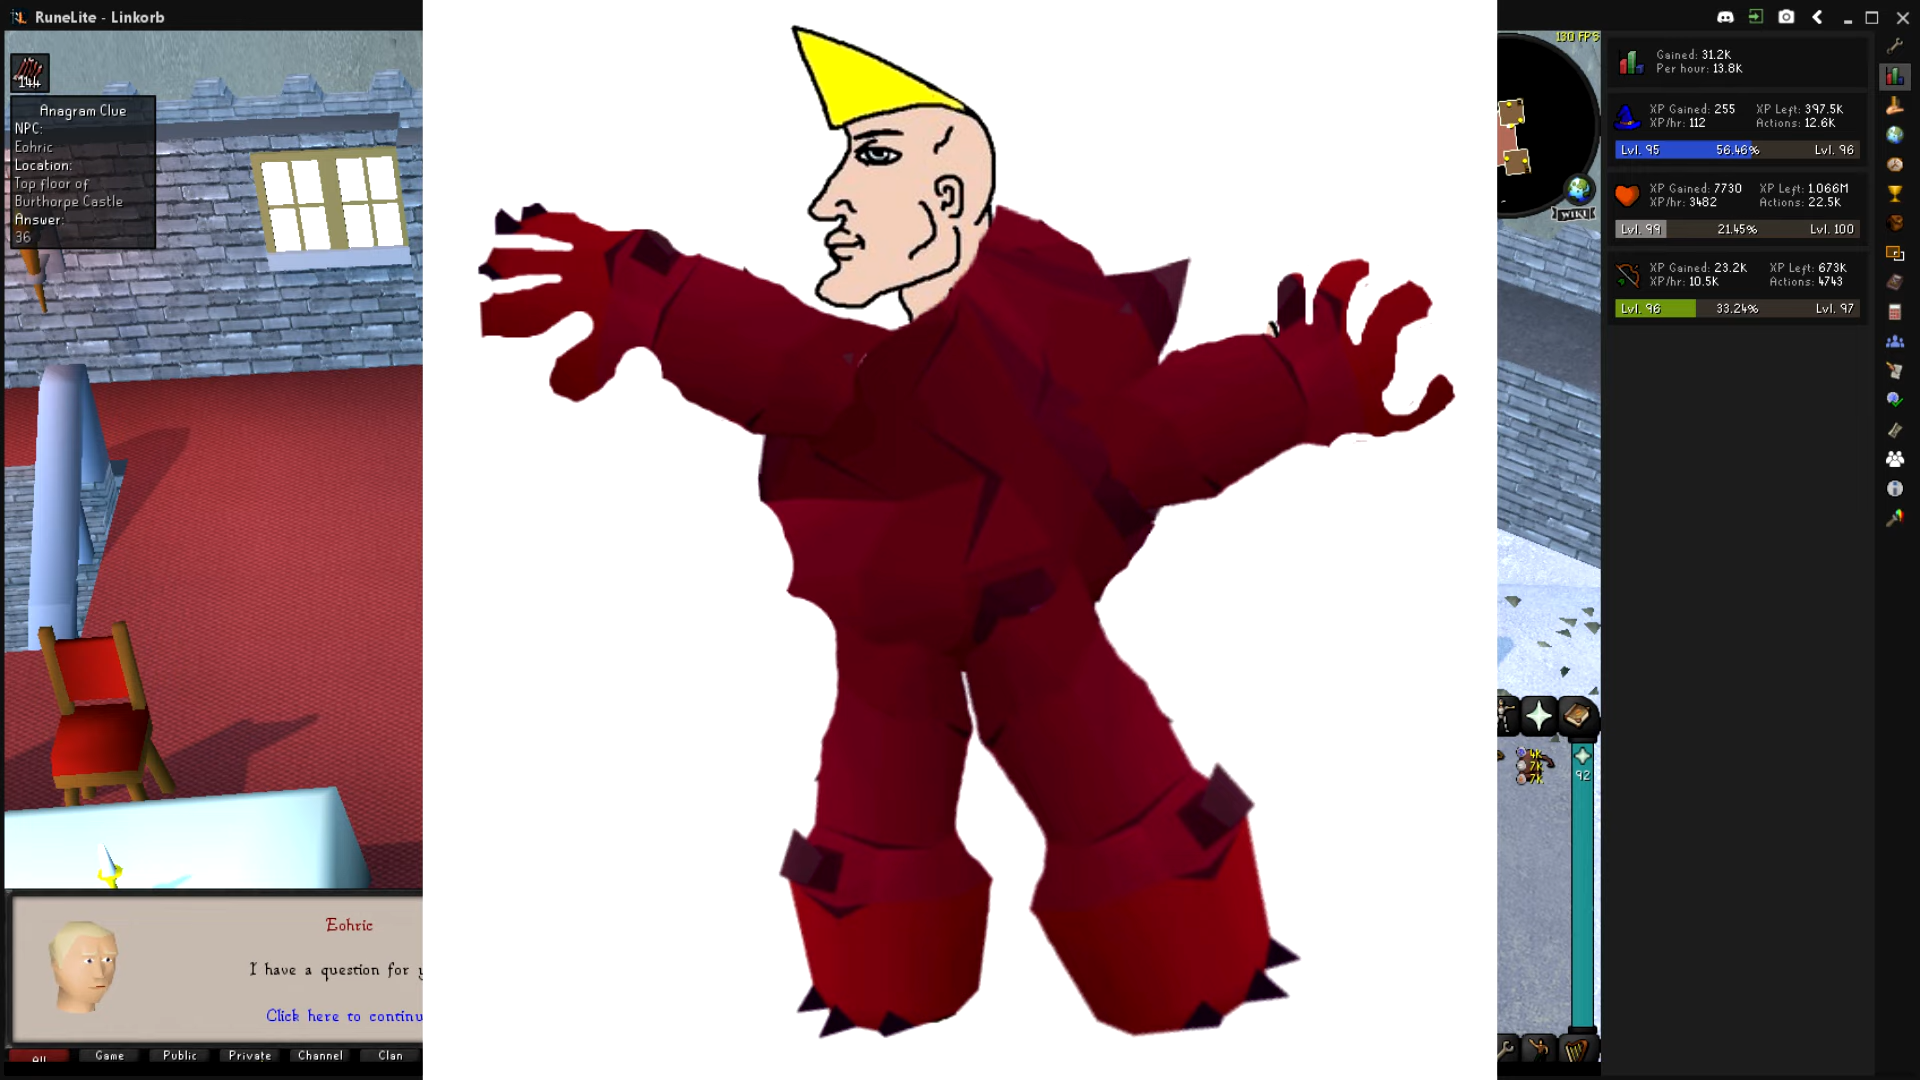 RuneLite - Linkorb
144
Anagram Clue
NPC:
Eohric
Location:
Top floor of
Burthorpe Castle
Answer:
36
Eohric
I have a question for y
Click here to continu
All
Game
Public
Private
Channel
Clan
130 FPS
WIKI
4K
7K
7K
92
Gained: 31.2K
Per hour: 13.8K
XP Gained: 255 XP Left: 397.5K
XP/hr: 112 Actions: 12.6K
Lvl. 95 56.46% Lvl. 96
XP Gained: 7730 XP Left: 1.066M
XP/hr: 3482 Actions: 22.5K
Lvl. 99 21.45% Lvl. 100
XP Gained: 23.2K XP Left: 673K
XP/hr: 10.5K Actions: 4743
Lvl. 96 33.24% Lvl. 97